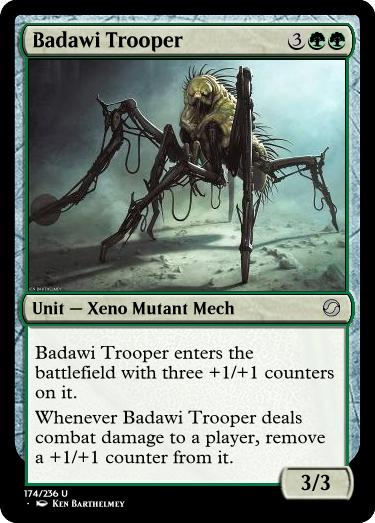 Badawi Trooper 3
KEN BARTHELMEY
Unit — Xeno Mutant Mech
Badawi Trooper enters the
battlefield with three +1/+1 counters
on it.
Whenever Badawi Trooper deals
combat damage to a player, remove
a +1/+1 counter from it.
3/3
174/236 U
· Ken Barthelmey